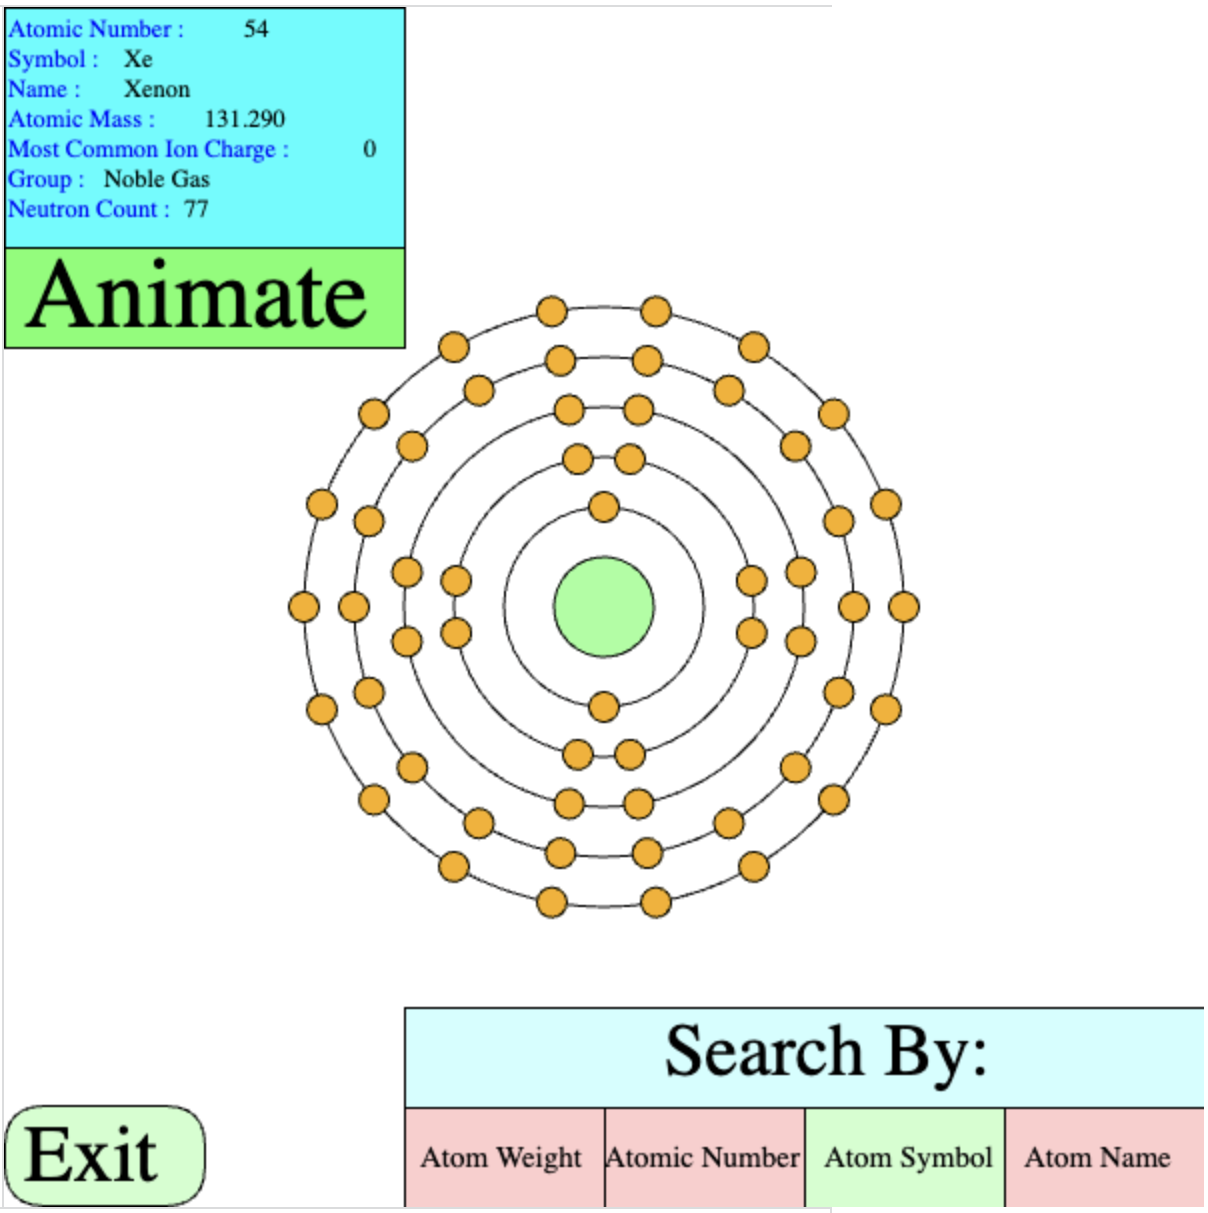 Atomic Number : 54
Symbol : Xe
Name : Xenon
Atomic Mass : 131.290
Most Common Ion Charge : 0
Group : Noble Gas
Neutron Count : 77
Animate
Search By:
Exit
Atom Weight Atomic Number Atom Symbol Atom Name